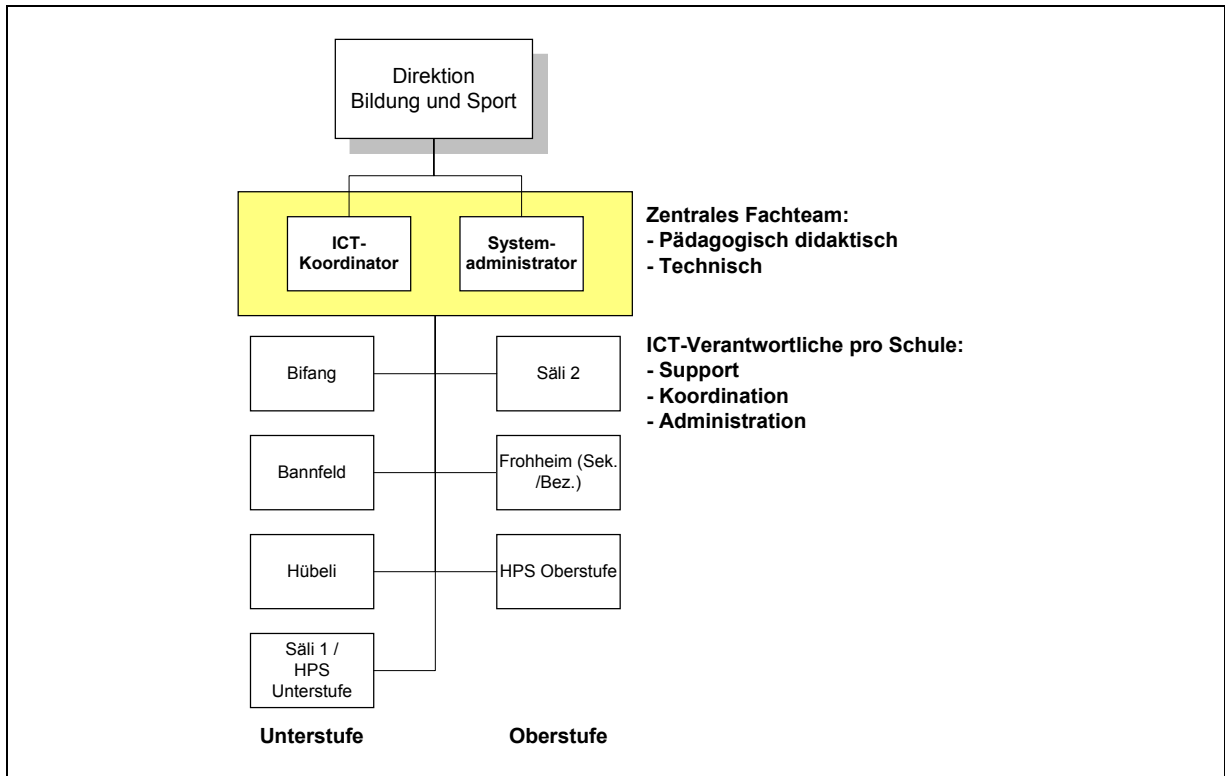 Direktion
Bildung und Sport
ICT-
Koordinator
System-
administrator
Zentrales Fachteam:
- Pädagogisch didaktisch
- Technisch
Bifang
Säli 2
ICT-Verantwortliche pro Schule:
- Support
- Koordination
- Administration
Bannfeld
Frohheim (Sek.
/Bez.)
Hübeli
HPS Oberstufe
Säli 1 /
HPS
Unterstufe
Unterstufe
Oberstufe